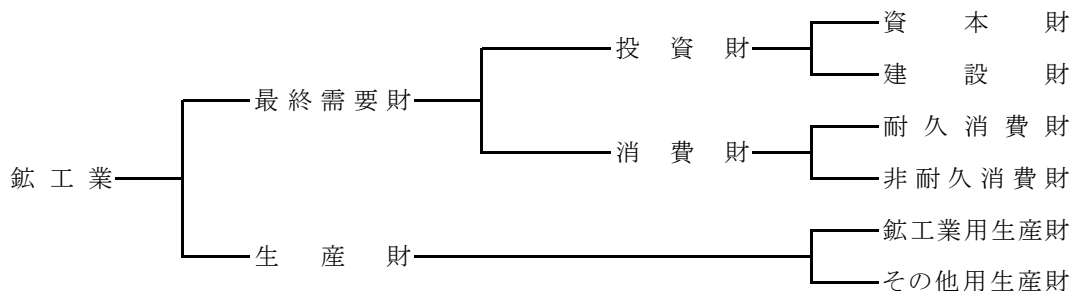 資本財
投資財
建設財
最終需要財
耐久消費財
消費財
鉱工業
非耐久消費財
鉱工業用生産財
生産財
その他用生産財